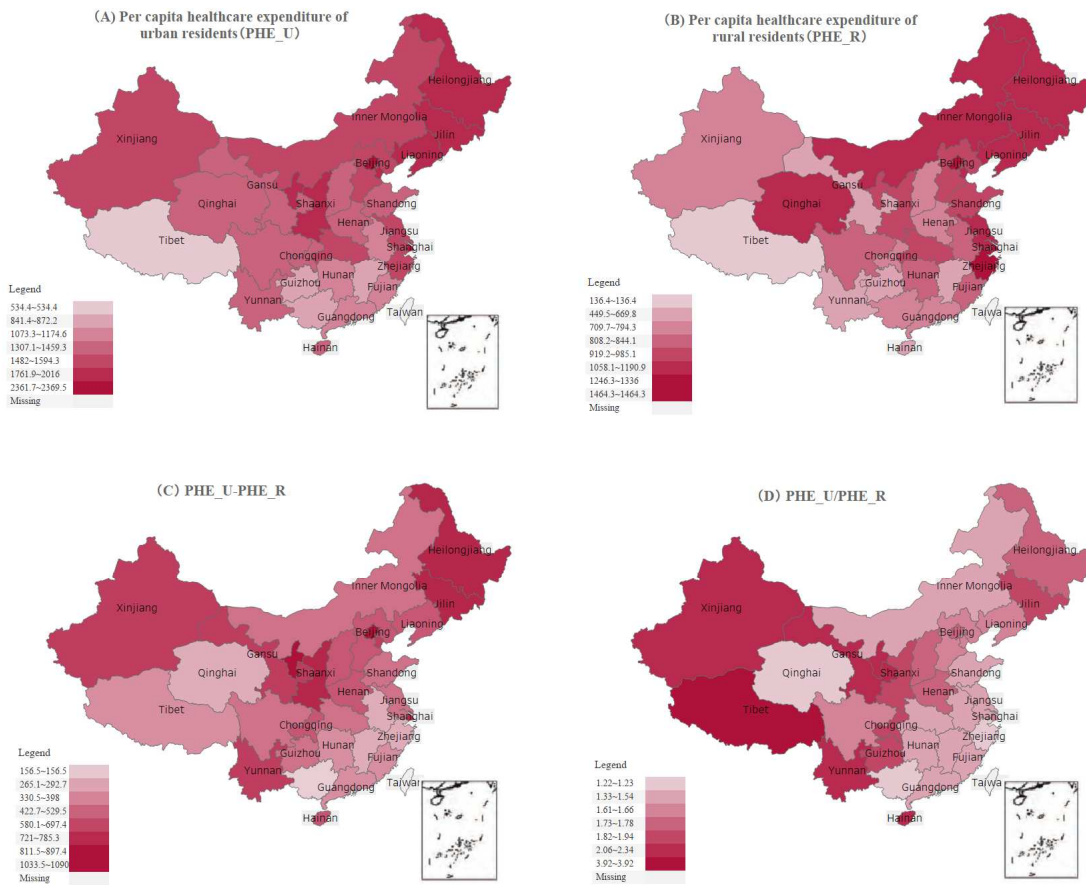 (A) Per capita healthcare expenditure of
urban residents(PHE_U)
Heilongjiang
Inner Mongolia
Jilin
Xinjiang
Liaoning
Beijing
Gansu
Qinghai
Shaanxi
Shandong
Henan
Jiangsu
Tibet
Shanghai
Chongqing
Zhejiang
Hunan
Guizhou
Fujian
Yunnan
Taiwan
Guangdong
Hainan
Legend
534.4~534.4
841.4~872.2
1073.3~1174.6
1307.1~1459.3
1482~1594.3
1761.9~2016
2361.7~2369.5
Missing
(B) Per capita healthcare expenditure of
rural residents(PHE_R)
Heilongjiang
Inner Mongolia
Jilin
Xinjiang
Liaoning
Beijing
Gansu
Qinghai
Shaanxi
Shandong
Henan
Jiangsu
Tibet
Shanghai
Chongqing
Zhejiang
Hunan
Guizhou
Fujian
Yunnan
Taiwan
Guangdong
Hainan
Legend
136.4~136.4
449.5~669.8
709.7~794.3
808.2~844.1
919.2~985.1
1058.1~1190.9
1246.3~1336
1464.3~1464.3
Missing
(C) PHE_U-PHE_R
Heilongjiang
Inner Mongolia
Jilin
Xinjiang
Liaoning
Beijing
Gansu
Qinghai
Shaanxi
Shandong
Henan
Jiangsu
Tibet
Shanghai
Chongqing
Zhejiang
Hunan
Guizhou
Fujian
Yunnan
Taiwan
Guangdong
Hainan
Legend
156.5~156.5
265.1~292.7
330.5~398
422.7~529.5
580.1~697.4
721~785.3
811.5~897.4
1033.5~1090
Missing
(D) PHE_U/PHE_R
Heilongjiang
Inner Mongolia
Jilin
Xinjiang
Liaoning
Beijing
Gansu
Qinghai
Shaanxi
Shandong
Henan
Jiangsu
Tibet
Shanghai
Chongqing
Zhejiang
Hunan
Guizhou
Fujian
Yunnan
Taiwan
Guangdong
Hainan
Legend
1.22~1.23
1.33~1.54
1.61~1.66
1.73~1.78
1.82~1.94
2.06~2.34
3.92~3.92
Missing